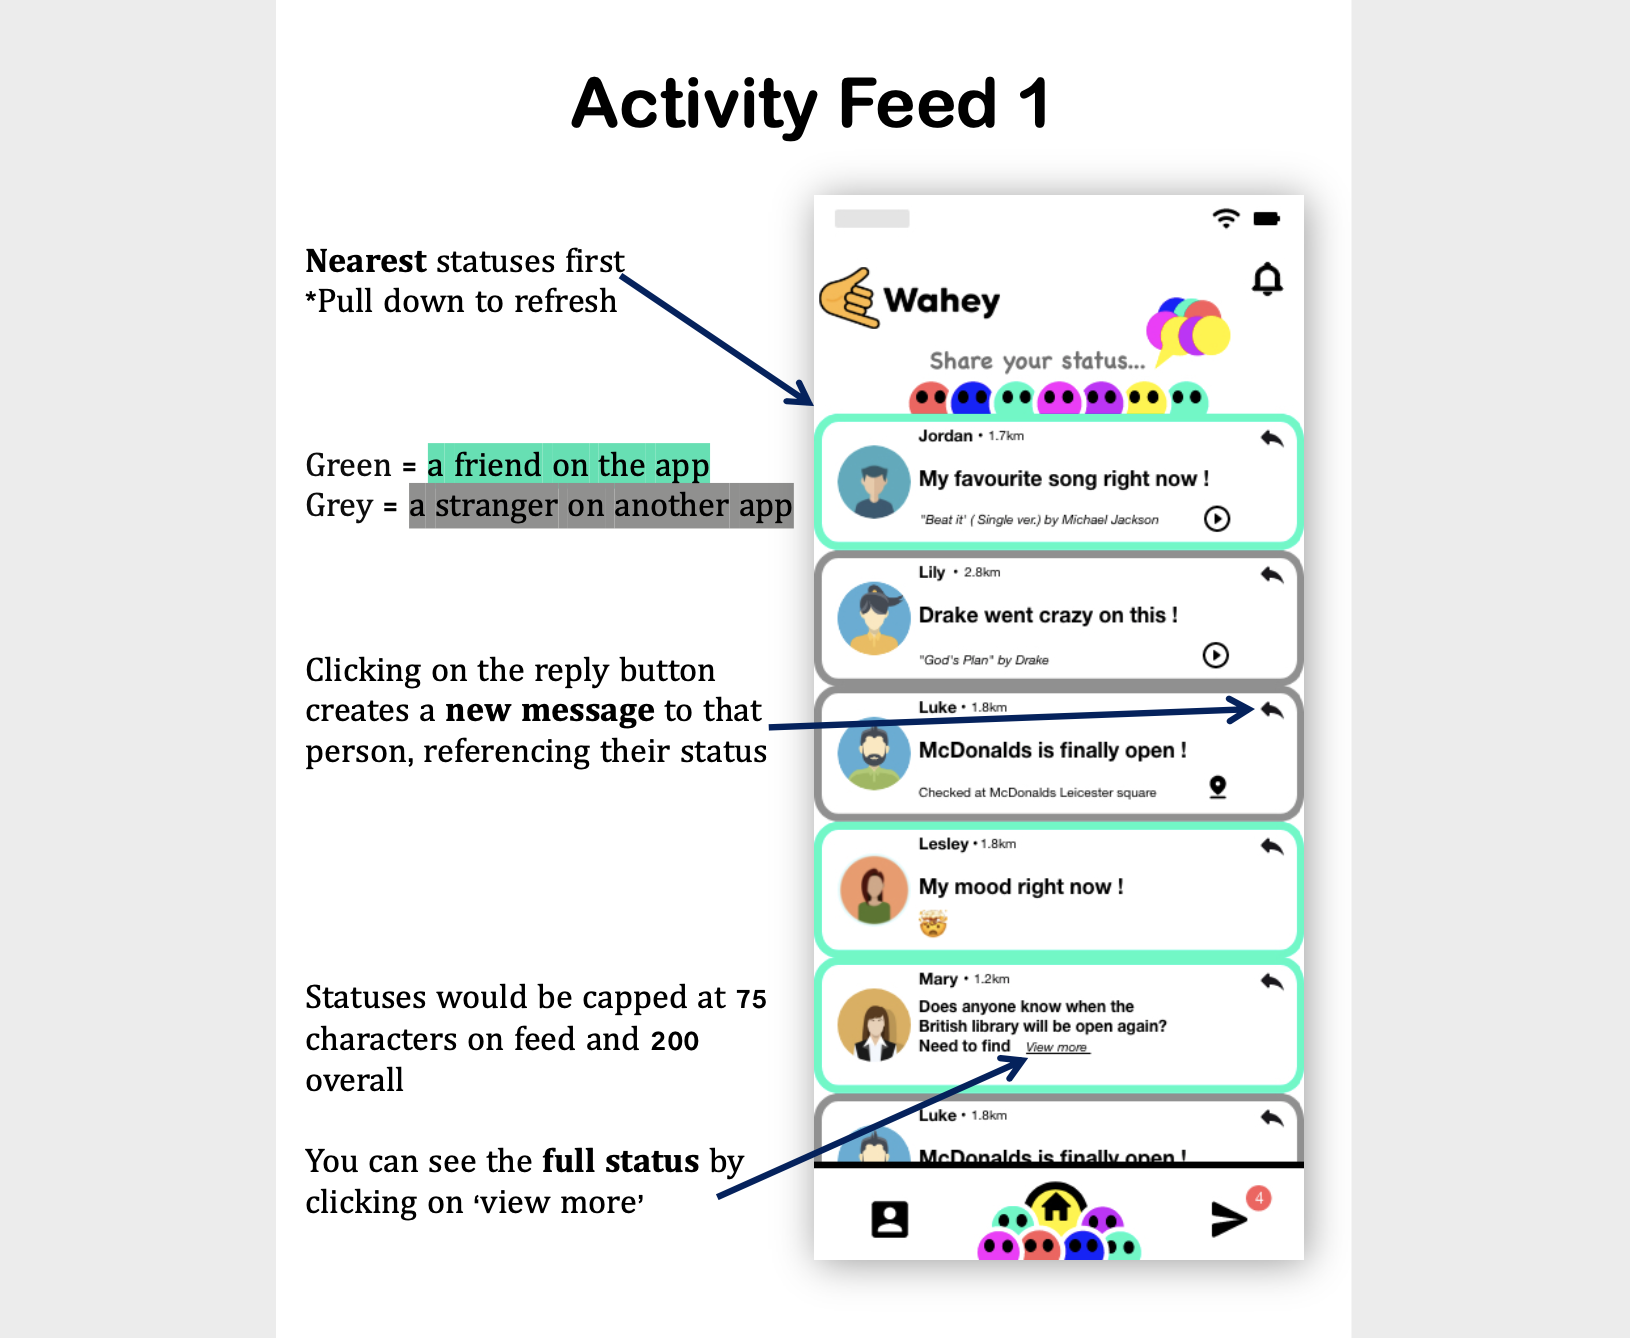 Activity Feed 1
Nearest statuses first
*Pull down to refresh
Green = a friend on the app
Grey = a stranger on another app
Clicking on the reply button
creates a new message to that
person, referencing their status
Statuses would be capped at 75
characters on feed and 200
overall
You can see the full status by
clicking on ‘view more’
Wahey
Share your status...
Jordan • 1.7km
My favourite song right now !
"Beat it' ( Single ver.) by Michael Jackson
Lily • 2.8km
Drake went crazy on this !
"God's Plan" by Drake
Luke • 1.8km
McDonalds is finally open !
Checked at McDonalds Leicester square
Lesley • 1.8km
My mood right now !
Mary • 1.2km
Does anyone know when the
British library will be open again?
Need to find View more
Luke • 1.8km
McDonalds is finally open !
4